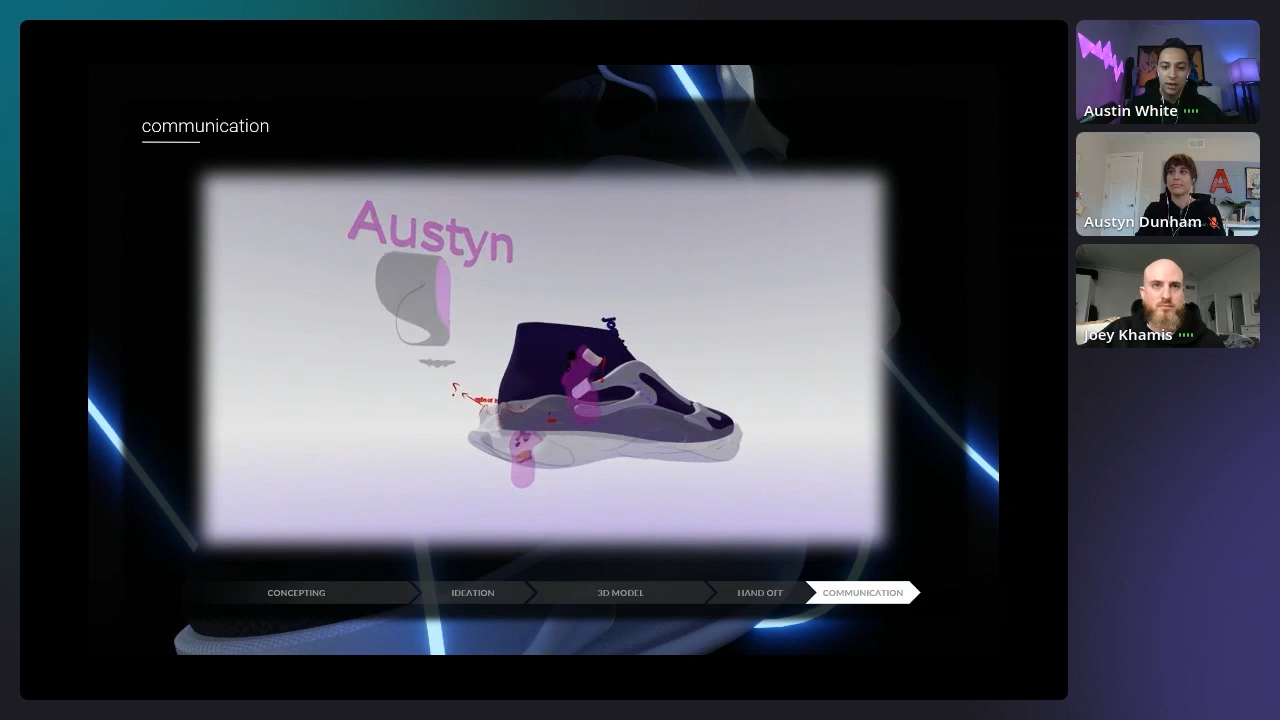 communication
Austyn
CONCEPTING
IDEATION
3D MODEL
HAND OFF
COMMUNICATION
Austin White
Austyn Dunham
Joey Khamis
A
?